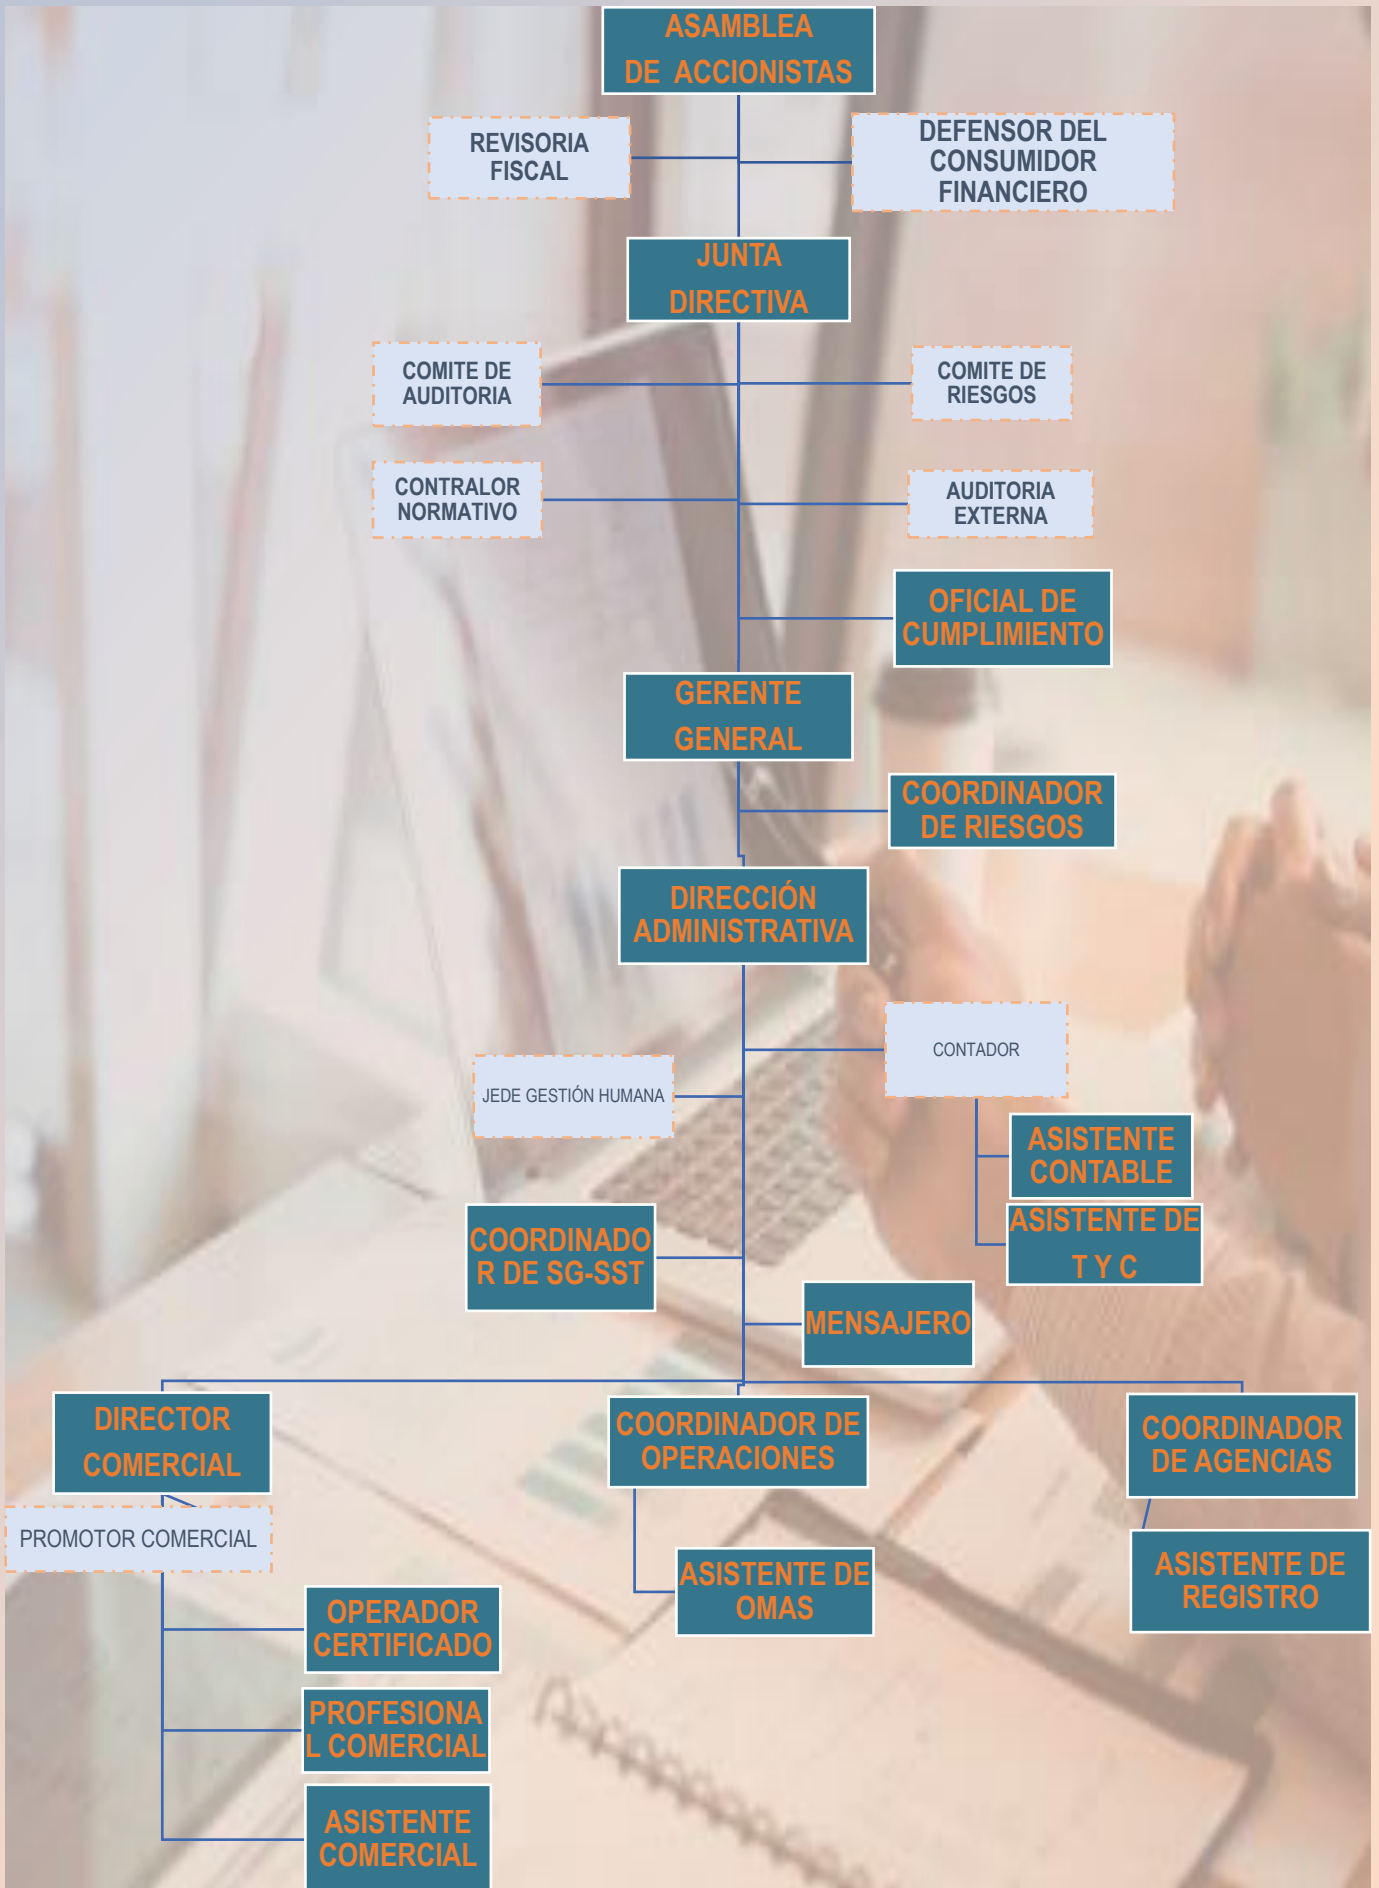 ASAMBLEA
DE ACCIONISTAS
REVISORIA
FISCAL
DEFENSOR DEL
CONSUMIDOR
FINANCIERO
JUNTA
DIRECTIVA
COMITE DE
AUDITORIA
COMITE DE
RIESGOS
CONTRALOR
NORMATIVO
AUDITORIA
EXTERNA
OFICIAL DE
CUMPLIMIENTO
GERENTE
GENERAL
COORDINADOR
DE RIESGOS
DIRECCIÓN
ADMINISTRATIVA
CONTADOR
JEDE GESTIÓN HUMANA
ASISTENTE
CONTABLE
ASISTENTE DE
T Y C
COORDINADO
R DE SG-SST
MENSAJERO
DIRECTOR
COMERCIAL
COORDINADOR DE
OPERACIONES
COORDINADOR
DE AGENCIAS
PROMOTOR COMERCIAL
ASISTENTE DE
OMAS
ASISTENTE DE
REGISTRO
OPERADOR
CERTIFICADO
PROFESIONA
L COMERCIAL
ASISTENTE
COMERCIAL